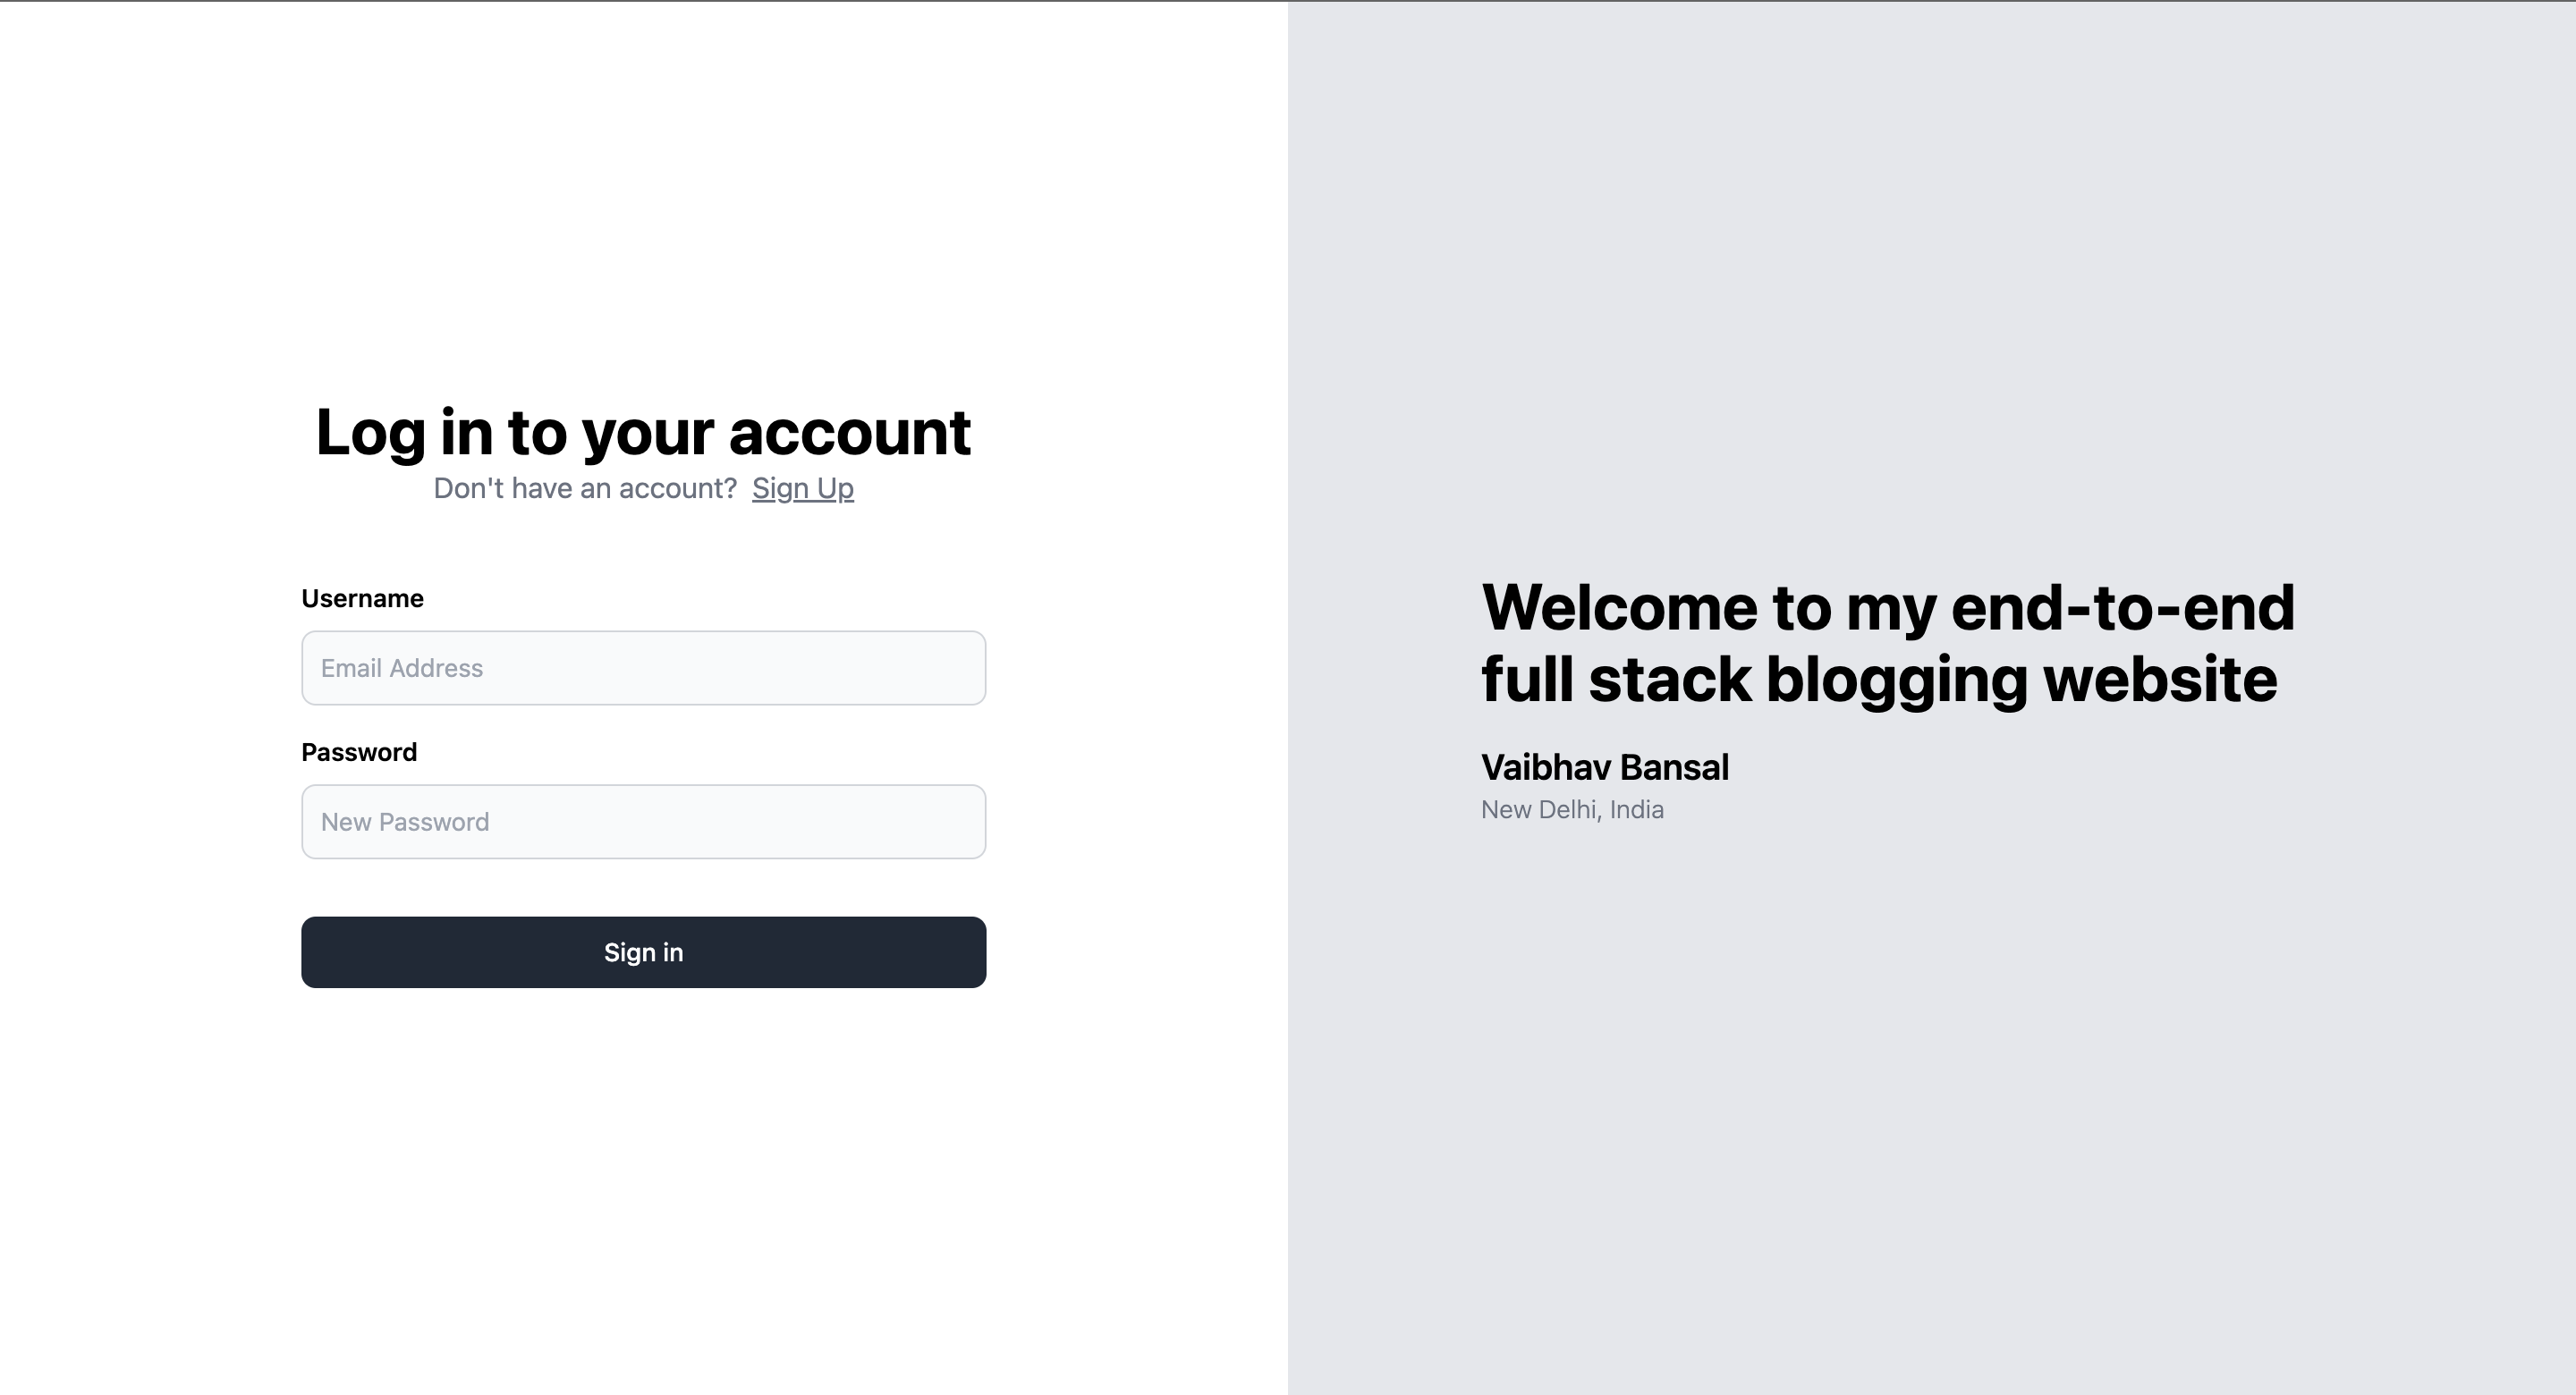 Log in to your account
Don't have an account? Sign Up
Username
Email Address
Password
New Password
Sign in
Welcome to my end-to-end
full stack blogging website
Vaibhav Bansal
New Delhi, India